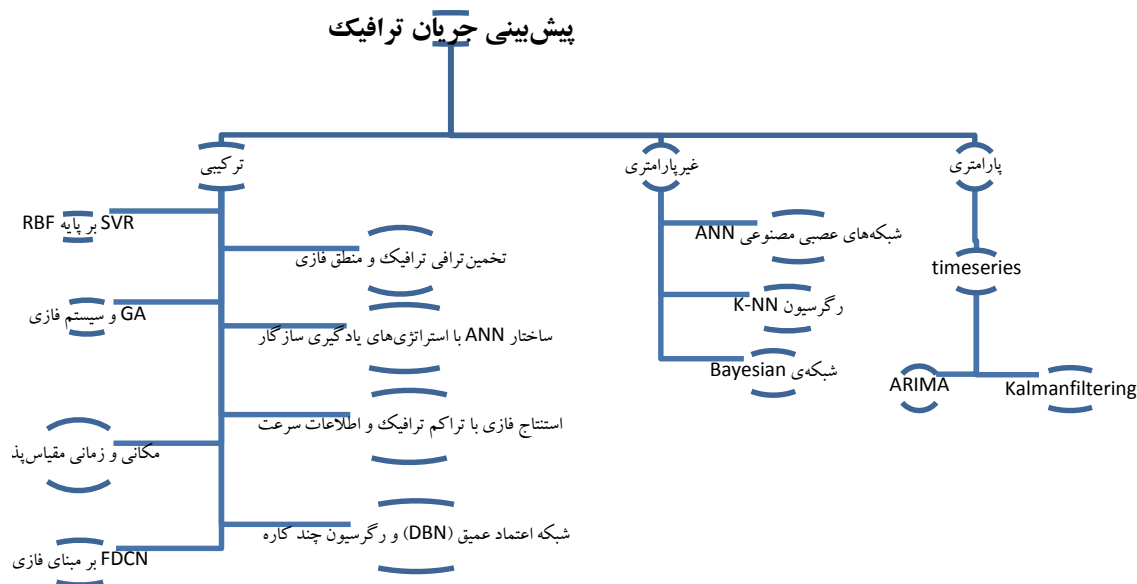 پیش‌بینی جریان ترافیک
پارامتری
غیرپارامتری
ترکیبی
timeseries
ARIMA
Kalmanfiltering
شبکه‌های عصبی مصنوعی ANN
رگرسیون K-NN
شبکه‌ی Bayesian
SVR بر پایه RBF
تخمین‌ترافی ترافیک و منطق فازی
GA و سیستم فازی
ساختار ANN با استراتژی‌های یادگیری سازگار
استنتاج فازی با تراکم ترافیک و اطلاعات سرعت
مکانی و زمانی مقیاس‌پذ
شبکه اعتماد عمیق (DBN) و رگرسیون چند کاره
FDCN بر مبنای فازی